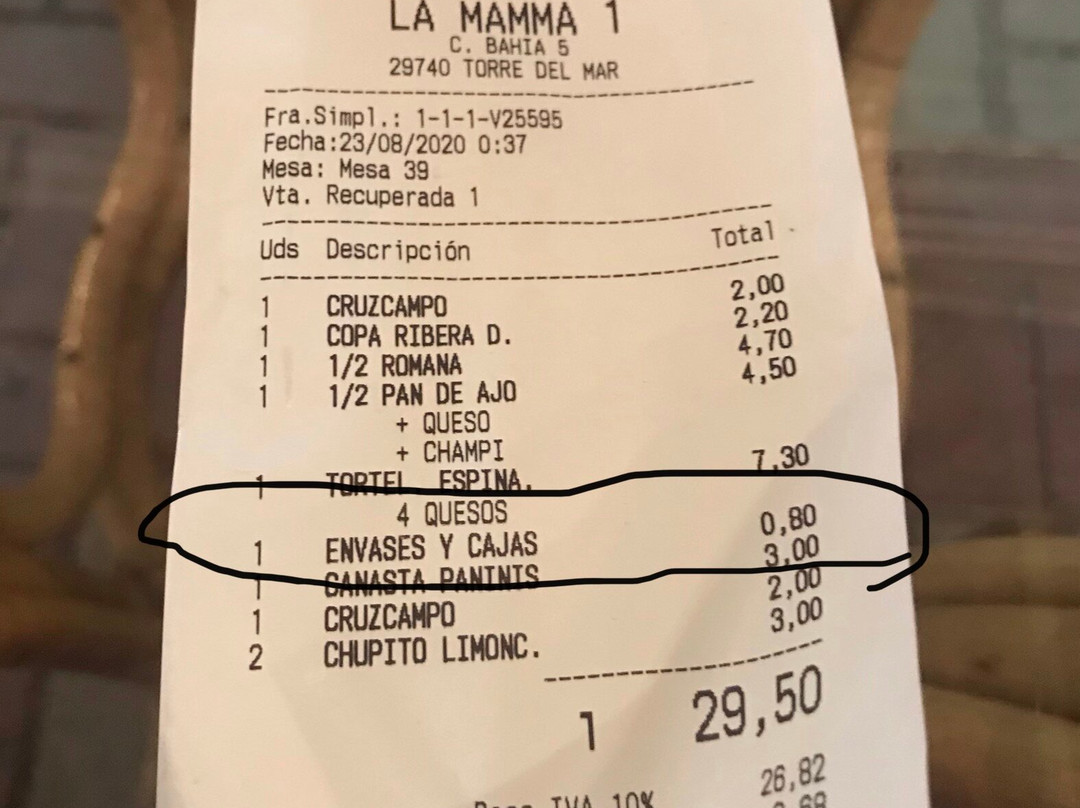 LA MAMMA 1
C. BAHIA 5
29740 TORRE DEL MAR
Fra.Simpl.: 1-1-1-V25595
Fecha:23/08/2020 0:37
Mesa: Mesa 39
Vta. Recuperada 1
Uds Descripción Total
1 CRUZCAMPO 2,00
1 COPA RIBERA D. 2,20
1 1/2 ROMANA 4,70
1 1/2 PAN DE AJO 4,50
+ QUESO
+ CHAMPI
1 TORTEL ESPINA. 7,30
4 QUESOS
1 ENVASES Y CAJAS 0,80
1 CANASTA PANINIS 3,00
1 CRUZCAMPO 2,00
2 CHUPITO LIMONC. 3,00
1 29,50
IVA 10% 26,82